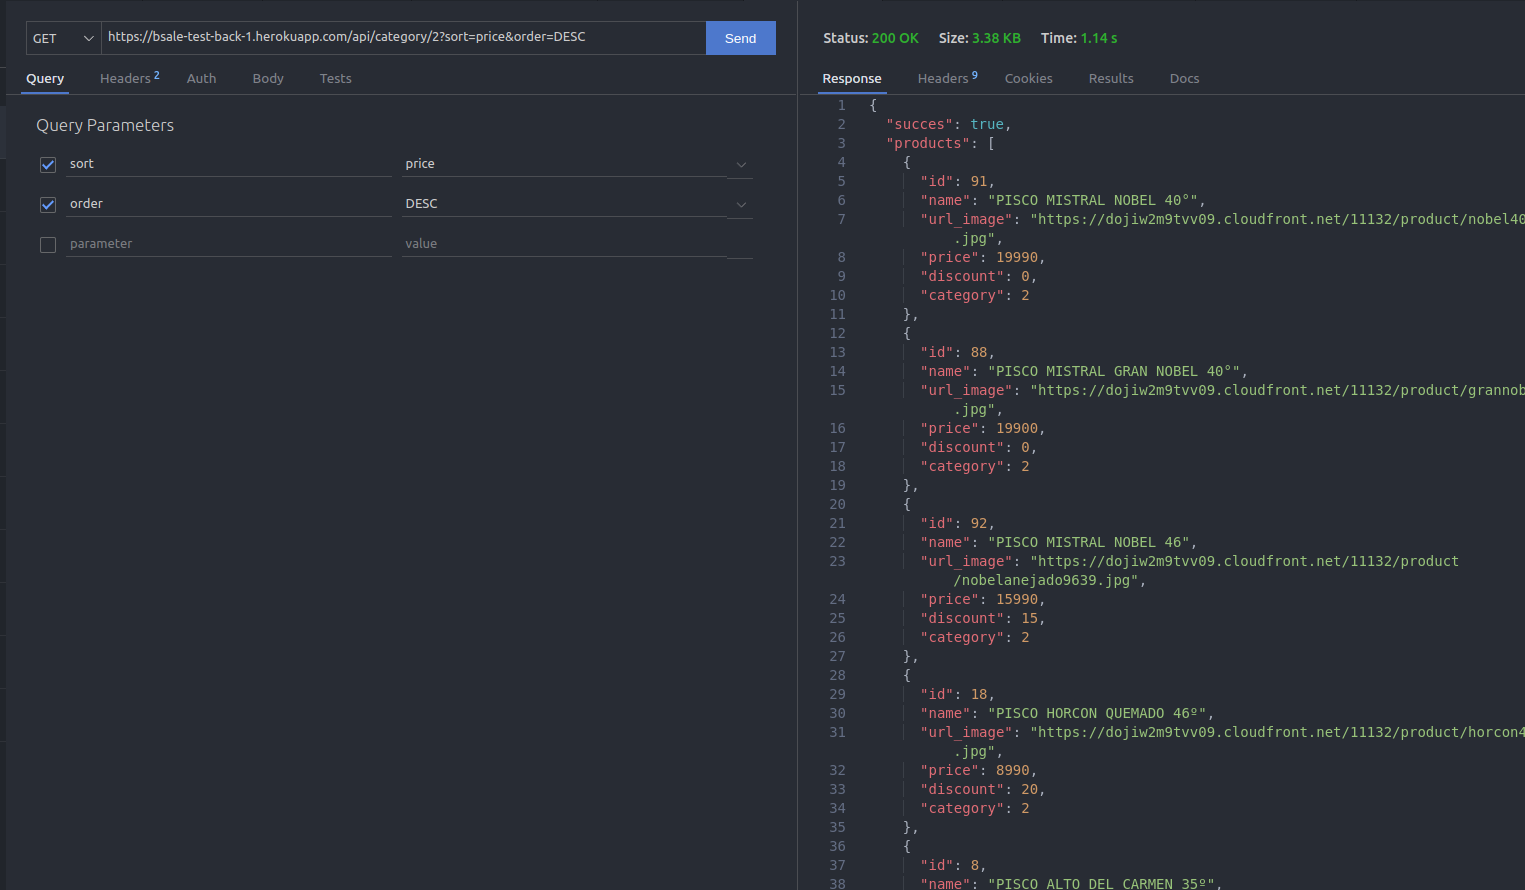 GET
https://bsale-test-back-1.herokuapp.com/api/category/2?sort=price&order=DESC
Send
Query
Headers 2
Auth
Body
Tests
Query Parameters
sort price
order DESC
parameter value
Status: 200 OK Size: 3.38 KB Time: 1.14 s
Response
Headers 9
Cookies
Results
Docs
1 {
2 "succes": true,
3 "products": [
4 {
5 "id": 91,
6 "name": "PISCO MISTRAL NOBEL 40°",
7 "url_image": "https://dojiw2m9tvv09.cloudfront.net/11132/product/nobel40
.jpg",
8 "price": 19990,
9 "discount": 0,
10 "category": 2
11 },
12 {
13 "id": 88,
14 "name": "PISCO MISTRAL GRAN NOBEL 40°",
15 "url_image": "https://dojiw2m9tvv09.cloudfront.net/11132/product/grannob
.jpg",
16 "price": 19900,
17 "discount": 0,
18 "category": 2
19 },
20 {
21 "id": 92,
22 "name": "PISCO MISTRAL NOBEL 46",
23 "url_image": "https://dojiw2m9tvv09.cloudfront.net/11132/product
/nobelanejado9639.jpg",
24 "price": 15990,
25 "discount": 15,
26 "category": 2
27 },
28 {
29 "id": 18,
30 "name": "PISCO HORCON QUEMADO 46º",
31 "url_image": "https://dojiw2m9tvv09.cloudfront.net/11132/product/horcon4
.jpg",
32 "price": 8990,
33 "discount": 20,
34 "category": 2
35 },
36 {
37 "id": 8,
38 "name": "PISCO ALTO DEL CARMEN 35º",